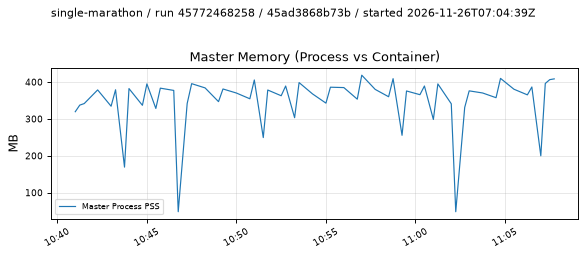 single-marathon / run 45772468258 / 45ad3868b73b / started 2026-11-26T07:04:39Z
Master Memory (Process vs Container)
MB
400
300
200
100
Master Process PSS
10:40
10:45
10:50
10:55
11:00
11:05